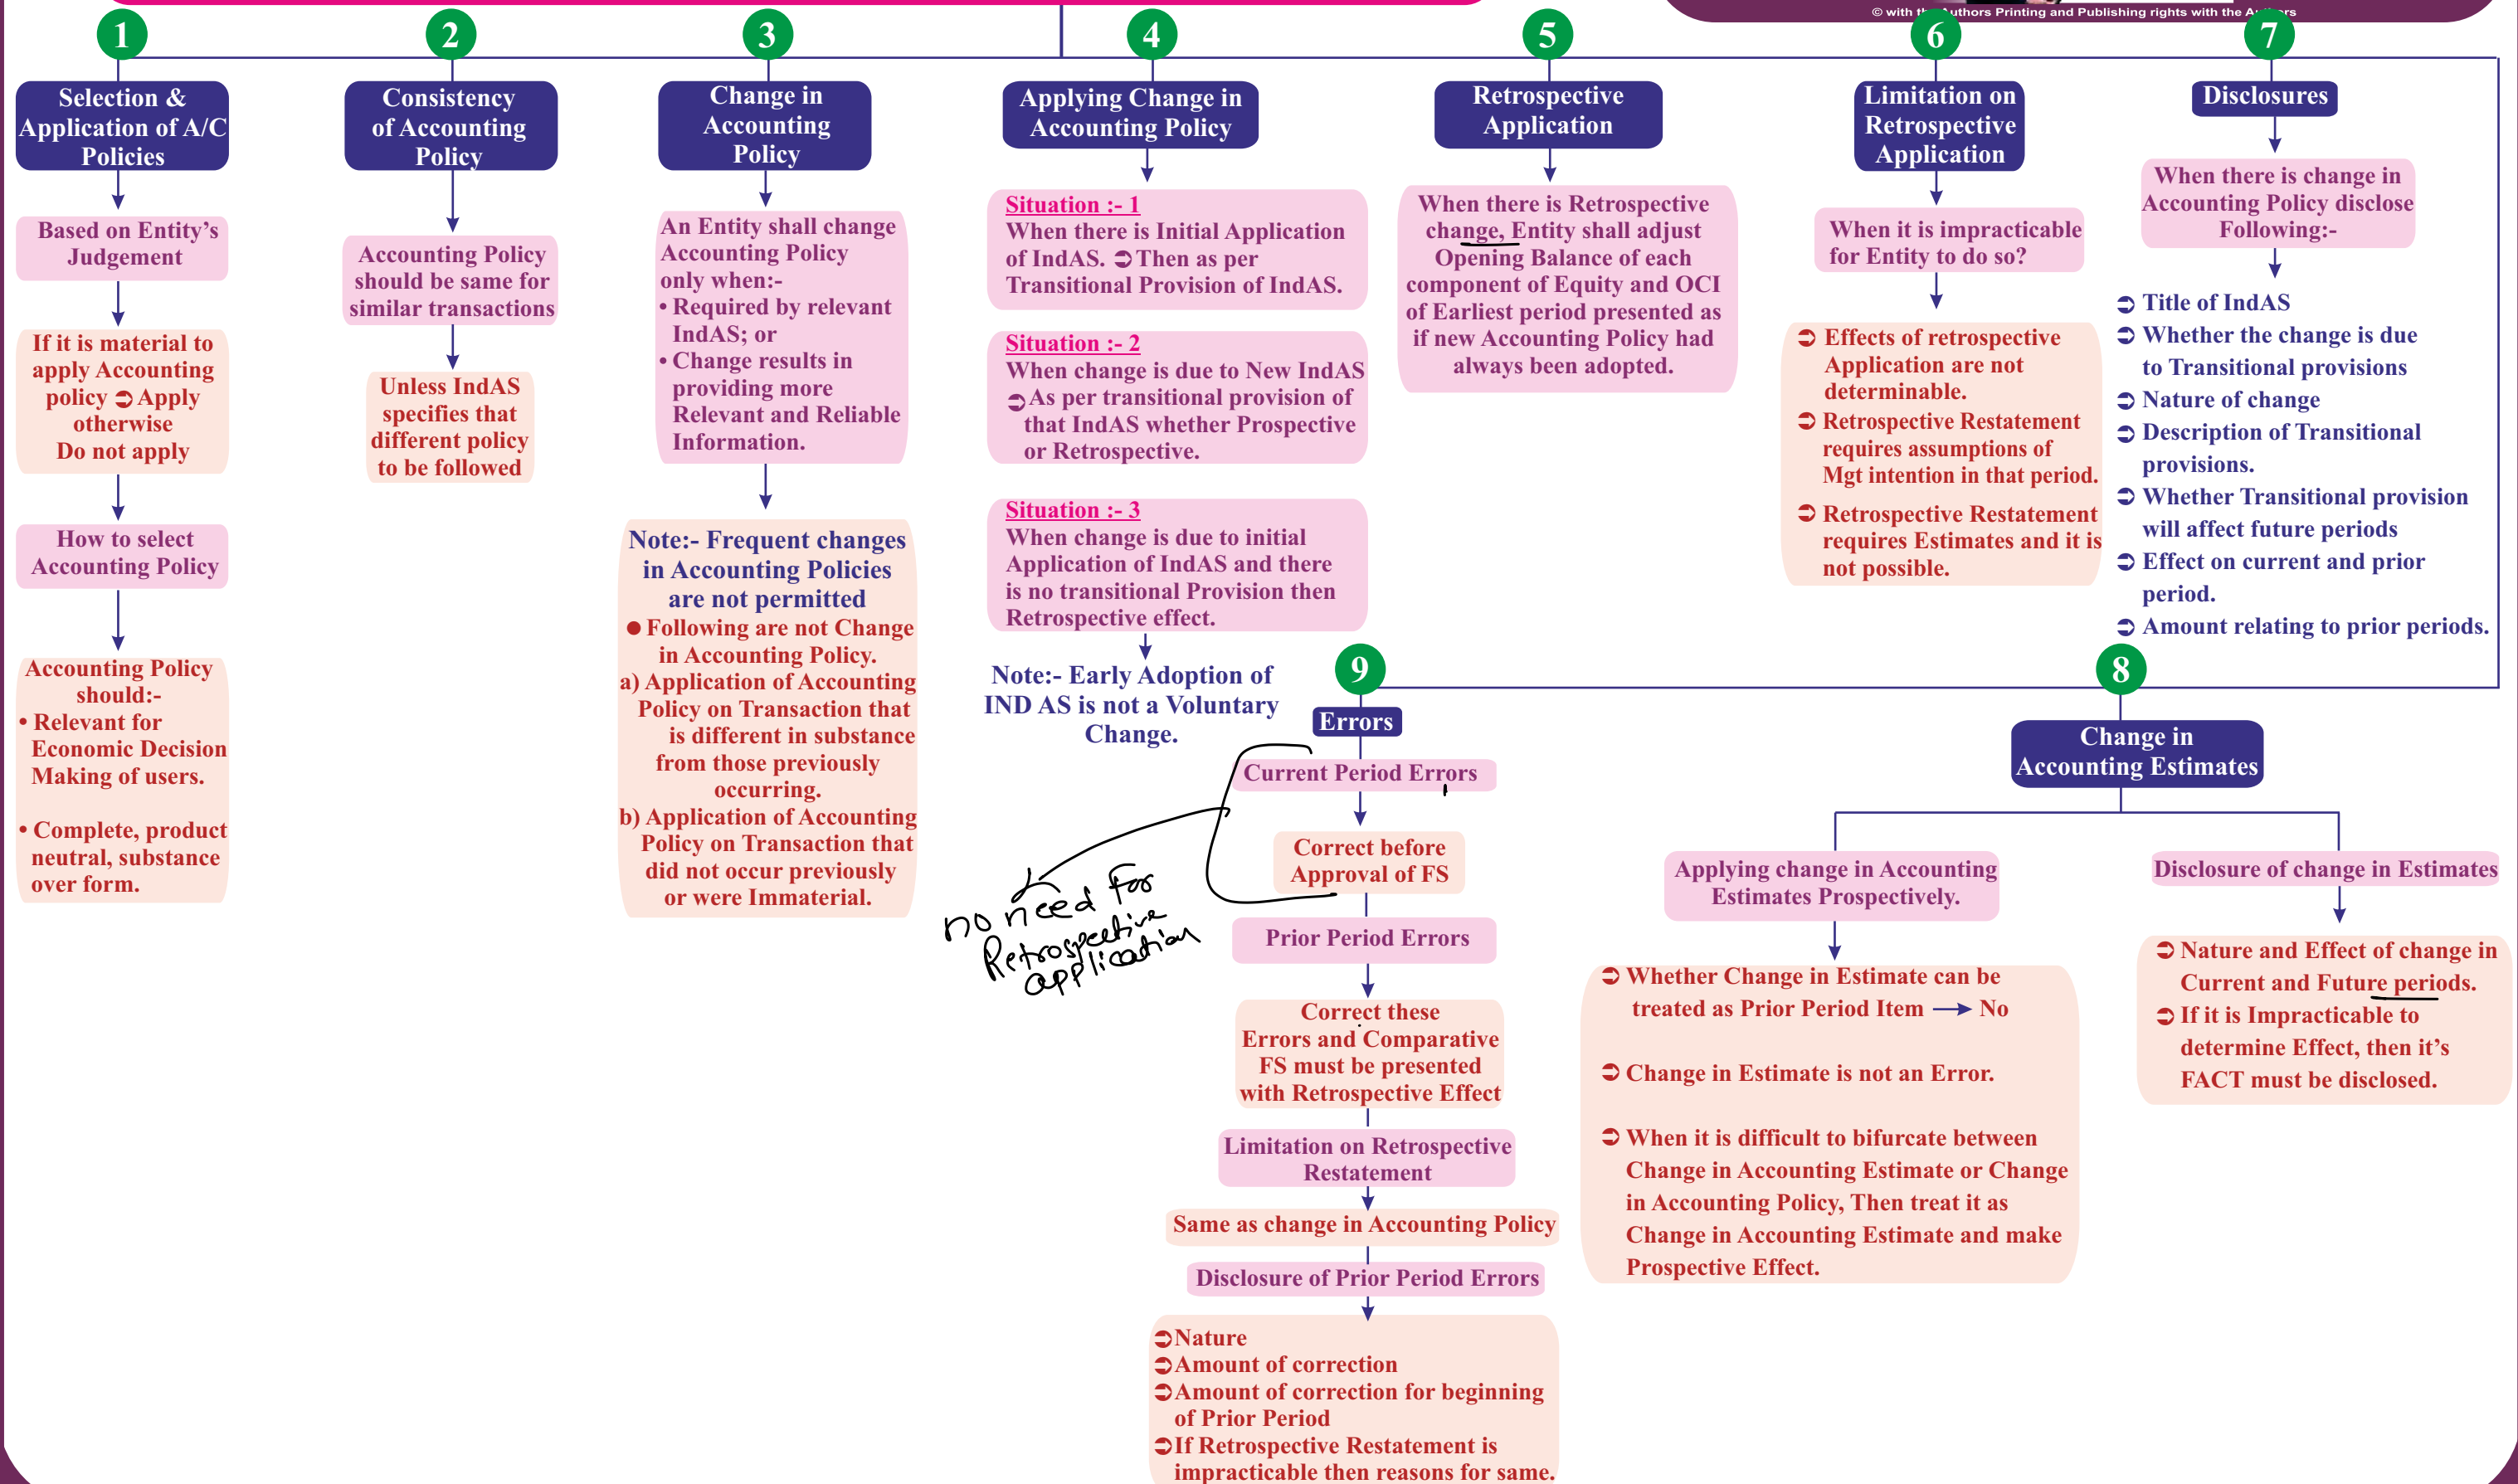 © with the Authors Printing and Publishing rights with the Authors
1
Selection &
Application of A/C
Policies
Based on Entity's
Judgement
If it is material to
apply Accounting
policy ⊃ Apply
otherwise
Do not apply
How to select
Accounting Policy
Accounting Policy
should:-
• Relevant for
Economic Decision
Making of users.
• Complete, product
neutral, substance
over form.
2
Consistency
of Accounting
Policy
Accounting Policy
should be same for
similar transactions
Unless IndAS
specifies that
different policy
to be followed
3
Change in
Accounting
Policy
An Entity shall change
Accounting Policy
only when:-
• Required by relevant
IndAS; or
• Change results in
providing more
Relevant and Reliable
Information.
Note:- Frequent changes
in Accounting Policies
are not permitted
● Following are not Change
in Accounting Policy.
a) Application of Accounting
Policy on Transaction that
is different in substance
from those previously
occurring.
b) Application of Accounting
Policy on Transaction that
did not occur previously
or were Immaterial.
4
Applying Change in
Accounting Policy
Situation :- 1
When there is Initial Application
of IndAS. ⊃ Then as per
Transitional Provision of IndAS.
Situation :- 2
When change is due to New IndAS
⊃ As per transitional provision of
that IndAS whether Prospective
or Retrospective.
Situation :- 3
When change is due to initial
Application of IndAS and there
is no transitional Provision then
Retrospective effect.
Note:- Early Adoption of
IND AS is not a Voluntary
Change.
5
Retrospective
Application
When there is Retrospective
change, Entity shall adjust
Opening Balance of each
component of Equity and OCI
of Earliest period presented as
if new Accounting Policy had
always been adopted.
6
Limitation on
Retrospective
Application
When it is impracticable
for Entity to do so?
⊃ Effects of retrospective
Application are not
determinable.
⊃ Retrospective Restatement
requires assumptions of
Mgt intention in that period.
⊃ Retrospective Restatement
requires Estimates and it is
not possible.
7
Disclosures
When there is change in
Accounting Policy disclose
Following:-
⊃ Title of IndAS
⊃ Whether the change is due
to Transitional provisions
⊃ Nature of change
⊃ Description of Transitional
provisions.
⊃ Whether Transitional provision
will affect future periods
⊃ Effect on current and prior
period.
⊃ Amount relating to prior periods.
8
Change in
Accounting Estimates
Applying change in Accounting
Estimates Prospectively.
⊃ Whether Change in Estimate can be
treated as Prior Period Item → No
⊃ Change in Estimate is not an Error.
⊃ When it is difficult to bifurcate between
Change in Accounting Estimate or Change
in Accounting Policy, Then treat it as
Change in Accounting Estimate and make
Prospective Effect.
Disclosure of change in Estimates
⊃ Nature and Effect of change in
Current and Future periods.
⊃ If it is Impracticable to
determine Effect, then it's
FACT must be disclosed.
9
Errors
Current Period Errors
Correct before
Approval of FS
no need for
Retrospective
application
Prior Period Errors
Correct these
Errors and Comparative
FS must be presented
with Retrospective Effect
Limitation on Retrospective
Restatement
Same as change in Accounting Policy
Disclosure of Prior Period Errors
⊃ Nature
⊃ Amount of correction
⊃ Amount of correction for beginning
of Prior Period
⊃ If Retrospective Restatement is
impracticable then reasons for same.